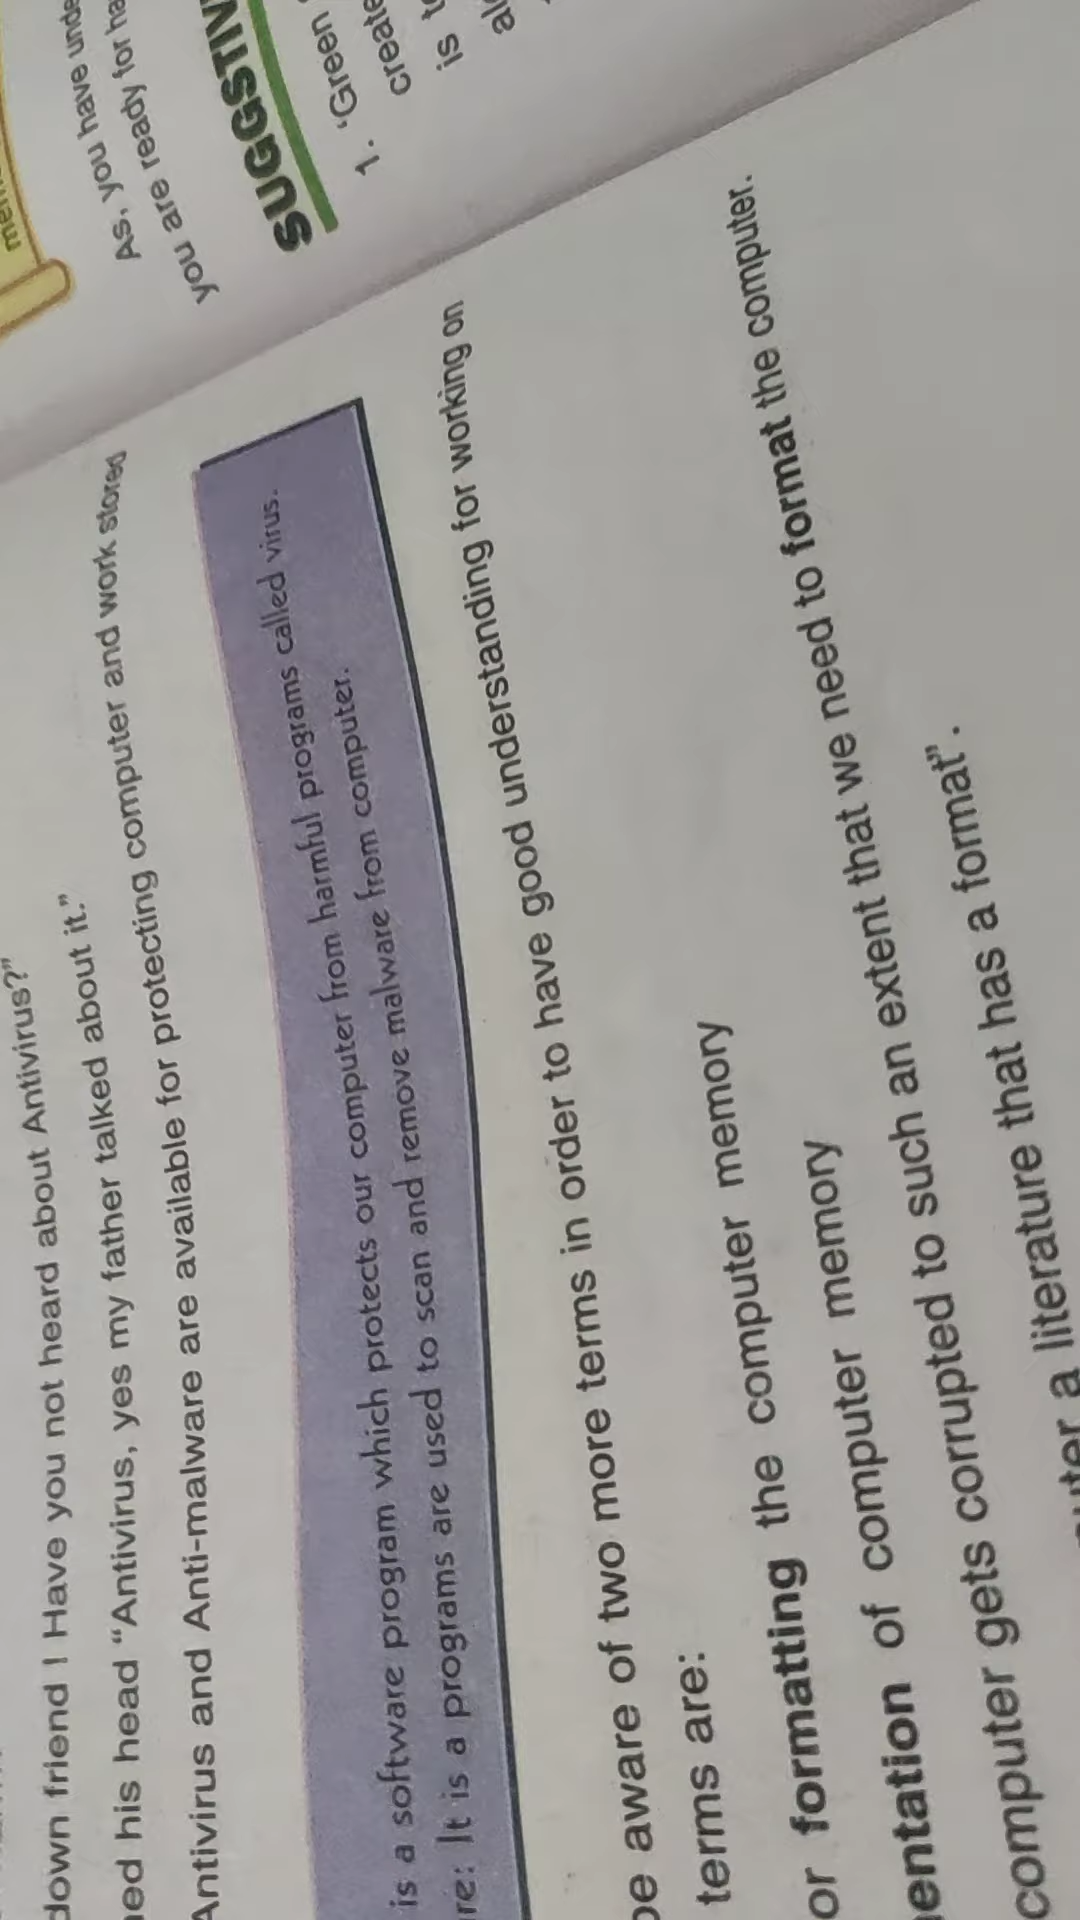 down friend ! Have you not heard about Antivirus?"
his head "Antivirus, yes my father talked about it."
Antivirus and Anti-malware are available for protecting computer and work stored
is a software program which protects our computer from harmful programs called virus.
re: It is a programs are used to scan and remove malware from computer.
be aware of two more terms in order to have good understanding for working on
terms are:
or formatting the computer memory
entation of computer memory
computer gets corrupted to such an extent that we need to format the computer.
a literature that has a format".
As, you have unde
you are ready for ha
SUGGSTIV
1. 'Green
create
is to